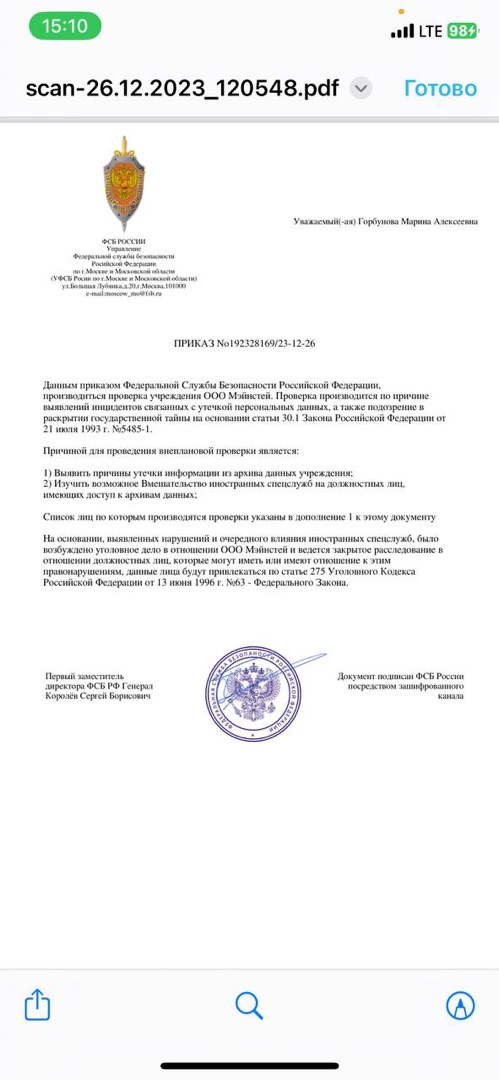 15:10
LTE 98
scan-26.12.2023_120548.pdf
Готово
Уважаемый(-ая) Горбунова Марина Алексеевна
ФСБ РОССИИ
Управление
Федеральной службы безопасности
Росийской Федерации
по г.Москве и Московской области
(УФСБ Росии по г.Москве и Московской области)
ул.Большая Лубянка,д.20,г.Москва,101000
e-mail:moscow_mo@fsb.ru
ПРИКАЗ No192328169/23-12-26
Данным приказом Федеральной Службы Безопасности Российской Федерации,
производиться проверка учреждения ООО Мэйнстей. Проверка производится по причине
выявлений инцидентов связанных с утечкой персональных данных, а также подозрение в
раскрытии государственной тайны на основании статьи 30.1 Закона Российской Федерации от
21 июля 1993 г. №5485-1.
Причиной для проведения внеплановой проверки является:
1) Выявить причины утечки информации из архива данных учреждения;
2) Изучить возможное Вмешательство иностранных спецслужб на должностных лиц,
имеющих доступ к архивам данных;
Список лиц по которым производятся проверки указаны в дополнение 1 к этому документу
На основании, выявленных нарушений и очередного влияния иностранных спецслужб, было
возбуждено уголовное дело в отношении ООО Мэйнстей и ведется закрытое расследование в
отношении должностных лиц, которые могут иметь или имеют отношение к этим
правонарушениям, данные лица будут привлекаться по статье 275 Уголовного Кодекса
Российской Федерации от 13 июня 1996 г. №63 - Федерального Закона.
Первый заместитель
директора ФСБ РФ Генерал
Королёв Сергей Борисович
ФЕДЕРАЛЬНАЯ СЛУЖБА БЕЗОПАСНОСТИ РОССИЙСКОЙ ФЕДЕРАЦИИ
Документ подписан ФСБ России
посредством зашифрованного
канала